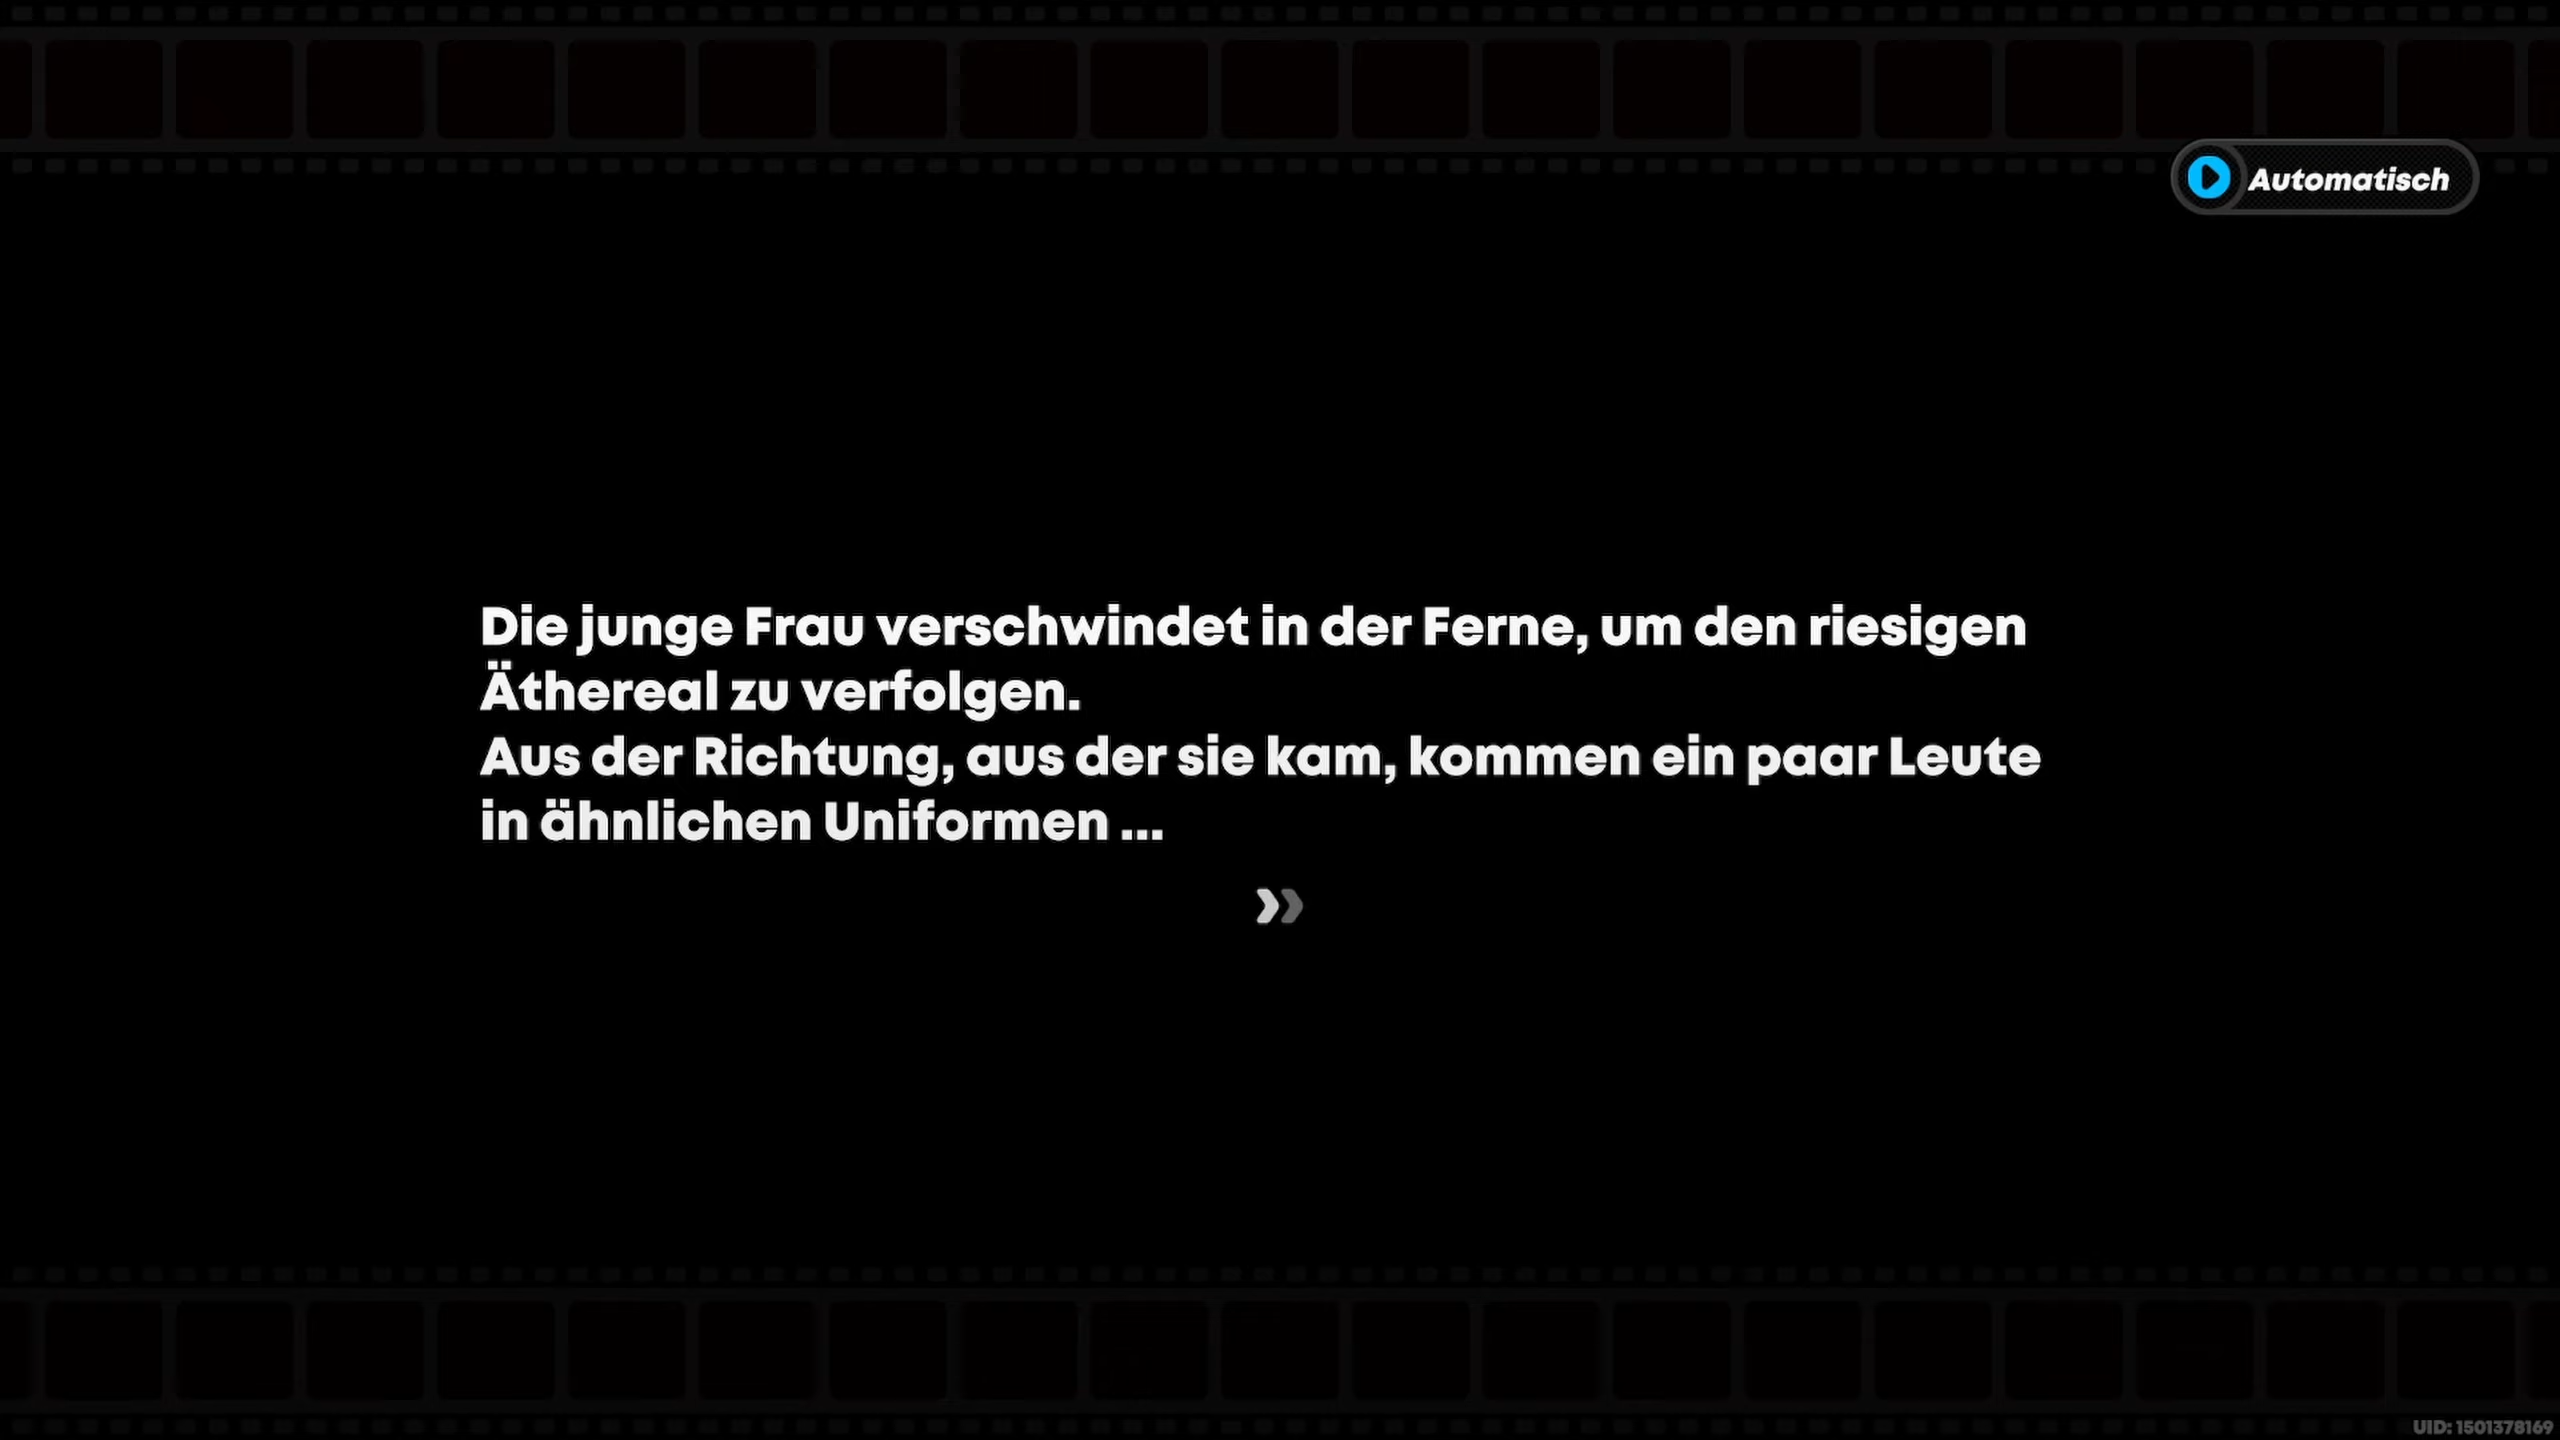 Automatisch
Die junge Frau verschwindet in der Ferne, um den riesigen
Äthereal zu verfolgen.
Aus der Richtung, aus der sie kam, kommen ein paar Leute
in ähnlichen Uniformen ...
UID: 1501378169